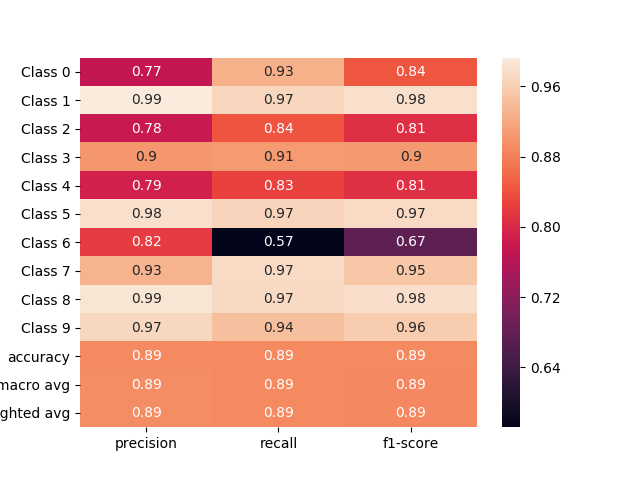 Class 0 0.77 0.93 0.84
Class 1 0.99 0.97 0.98
Class 2 0.78 0.84 0.81
Class 3 0.9 0.91 0.9
Class 4 0.79 0.83 0.81
Class 5 0.98 0.97 0.97
Class 6 0.82 0.57 0.67
Class 7 0.93 0.97 0.95
Class 8 0.99 0.97 0.98
Class 9 0.97 0.94 0.96
accuracy 0.89 0.89 0.89
macro avg 0.89 0.89 0.89
ghted avg 0.89 0.89 0.89
precision recall f1-score
0.96
0.88
0.80
0.72
0.64